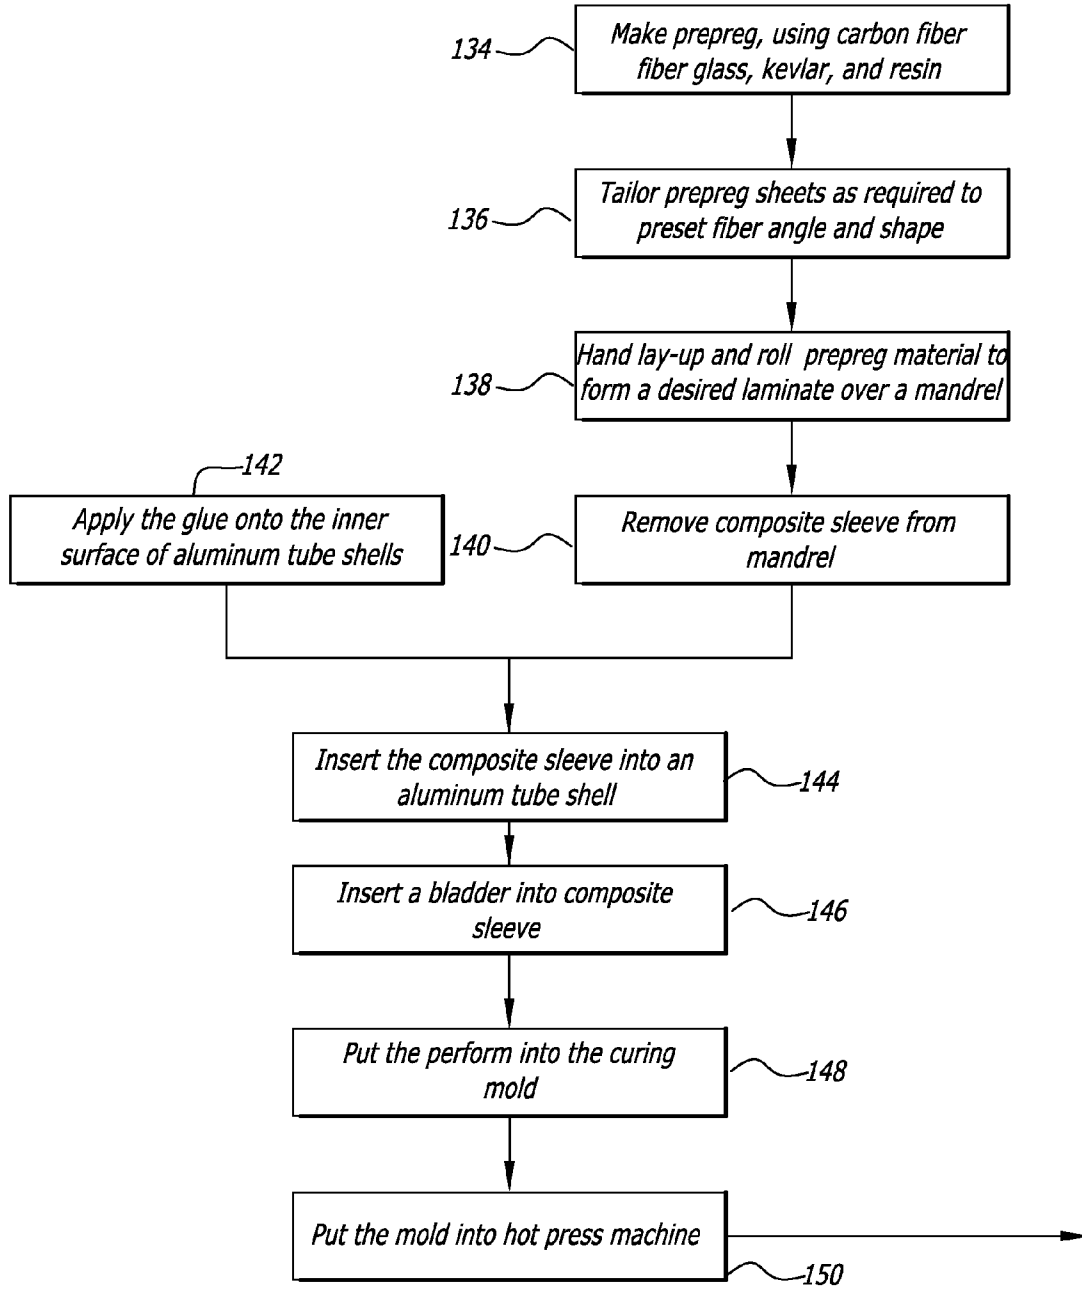 134
Make prepreg, using carbon fiber
fiber glass, kevlar, and resin
136
Tailor prepreg sheets as required to
preset fiber angle and shape
138
Hand lay-up and roll prepreg material to
form a desired laminate over a mandrel
142
Apply the glue onto the inner
surface of aluminum tube shells
140
Remove composite sleeve from
mandrel
Insert the composite sleeve into an
aluminum tube shell
144
Insert a bladder into composite
sleeve
146
Put the perform into the curing
mold
148
Put the mold into hot press machine
150